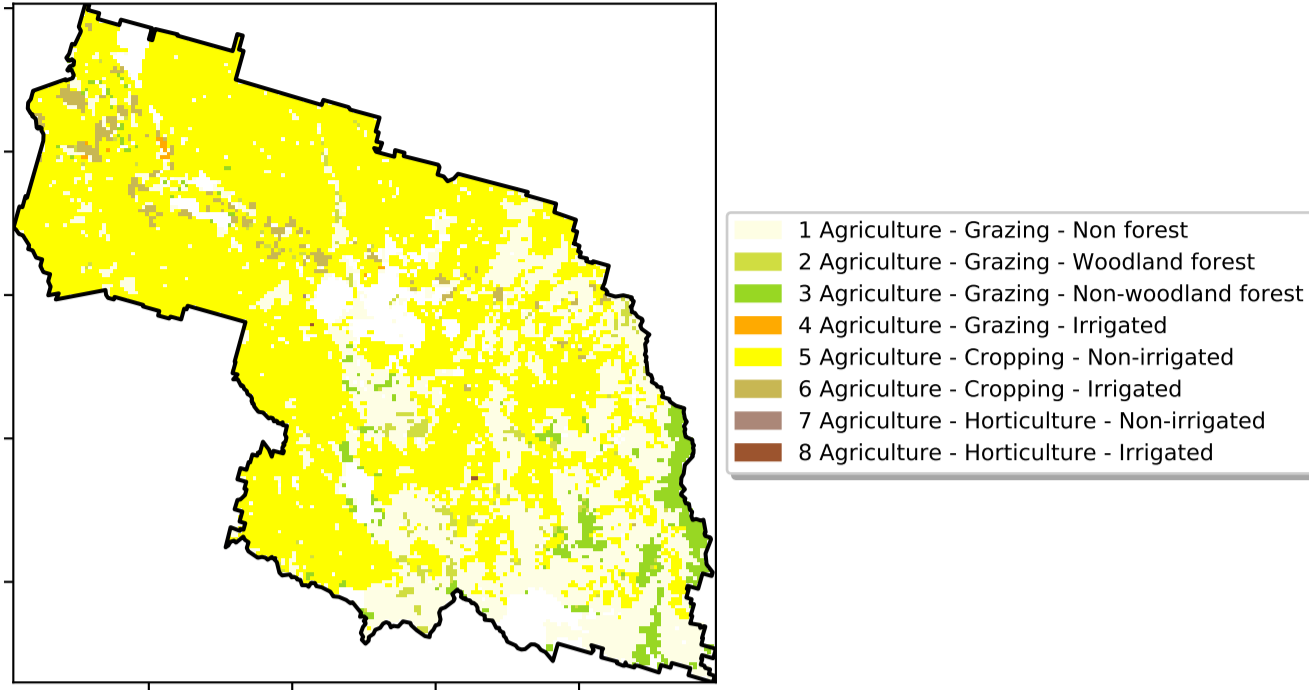 1 Agriculture - Grazing - Non forest
2 Agriculture - Grazing - Woodland forest
3 Agriculture - Grazing - Non-woodland forest
4 Agriculture - Grazing - Irrigated
5 Agriculture - Cropping - Non-irrigated
6 Agriculture - Cropping - Irrigated
7 Agriculture - Horticulture - Non-irrigated
8 Agriculture - Horticulture - Irrigated